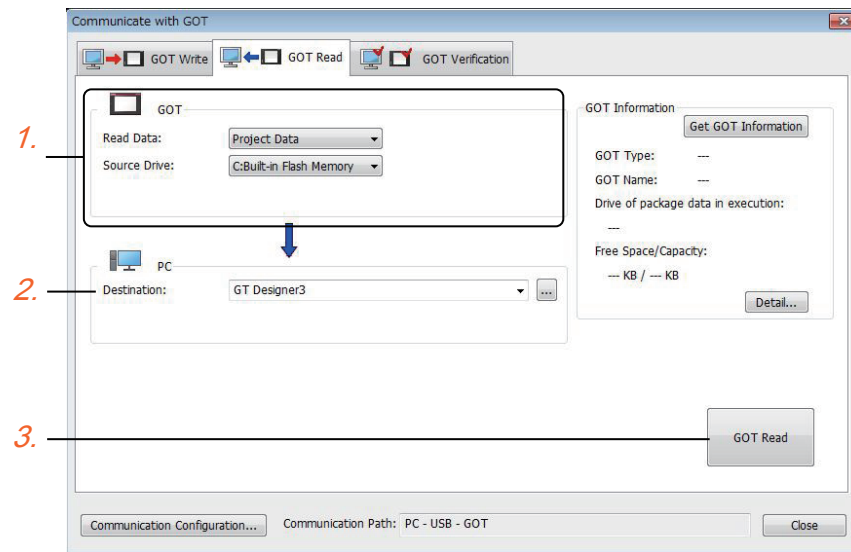 Communicate with GOT
GOT Write
GOT Read
GOT Verification
1.
GOT
Read Data:
Project Data
Source Drive:
C:Built-in Flash Memory
2.
PC
Destination:
GT Designer3
...
GOT Information
Get GOT Information
GOT Type: ---
GOT Name: ---
Drive of package data in execution:
---
Free Space/Capacity:
--- KB / --- KB
Detail...
3.
GOT Read
Communication Configuration...
Communication Path: PC - USB - GOT
Close